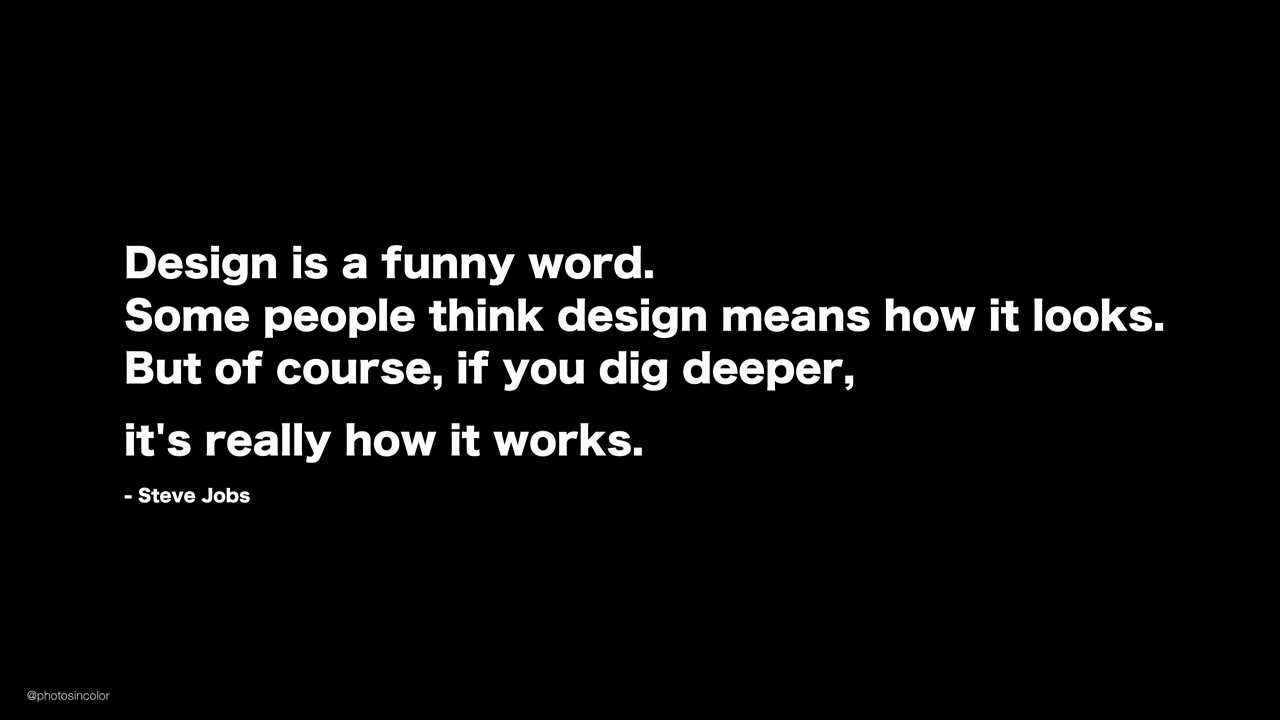 Design is a funny word.
Some people think design means how it looks.
But of course, if you dig deeper,
it's really how it works.
- Steve Jobs
@photosincolor